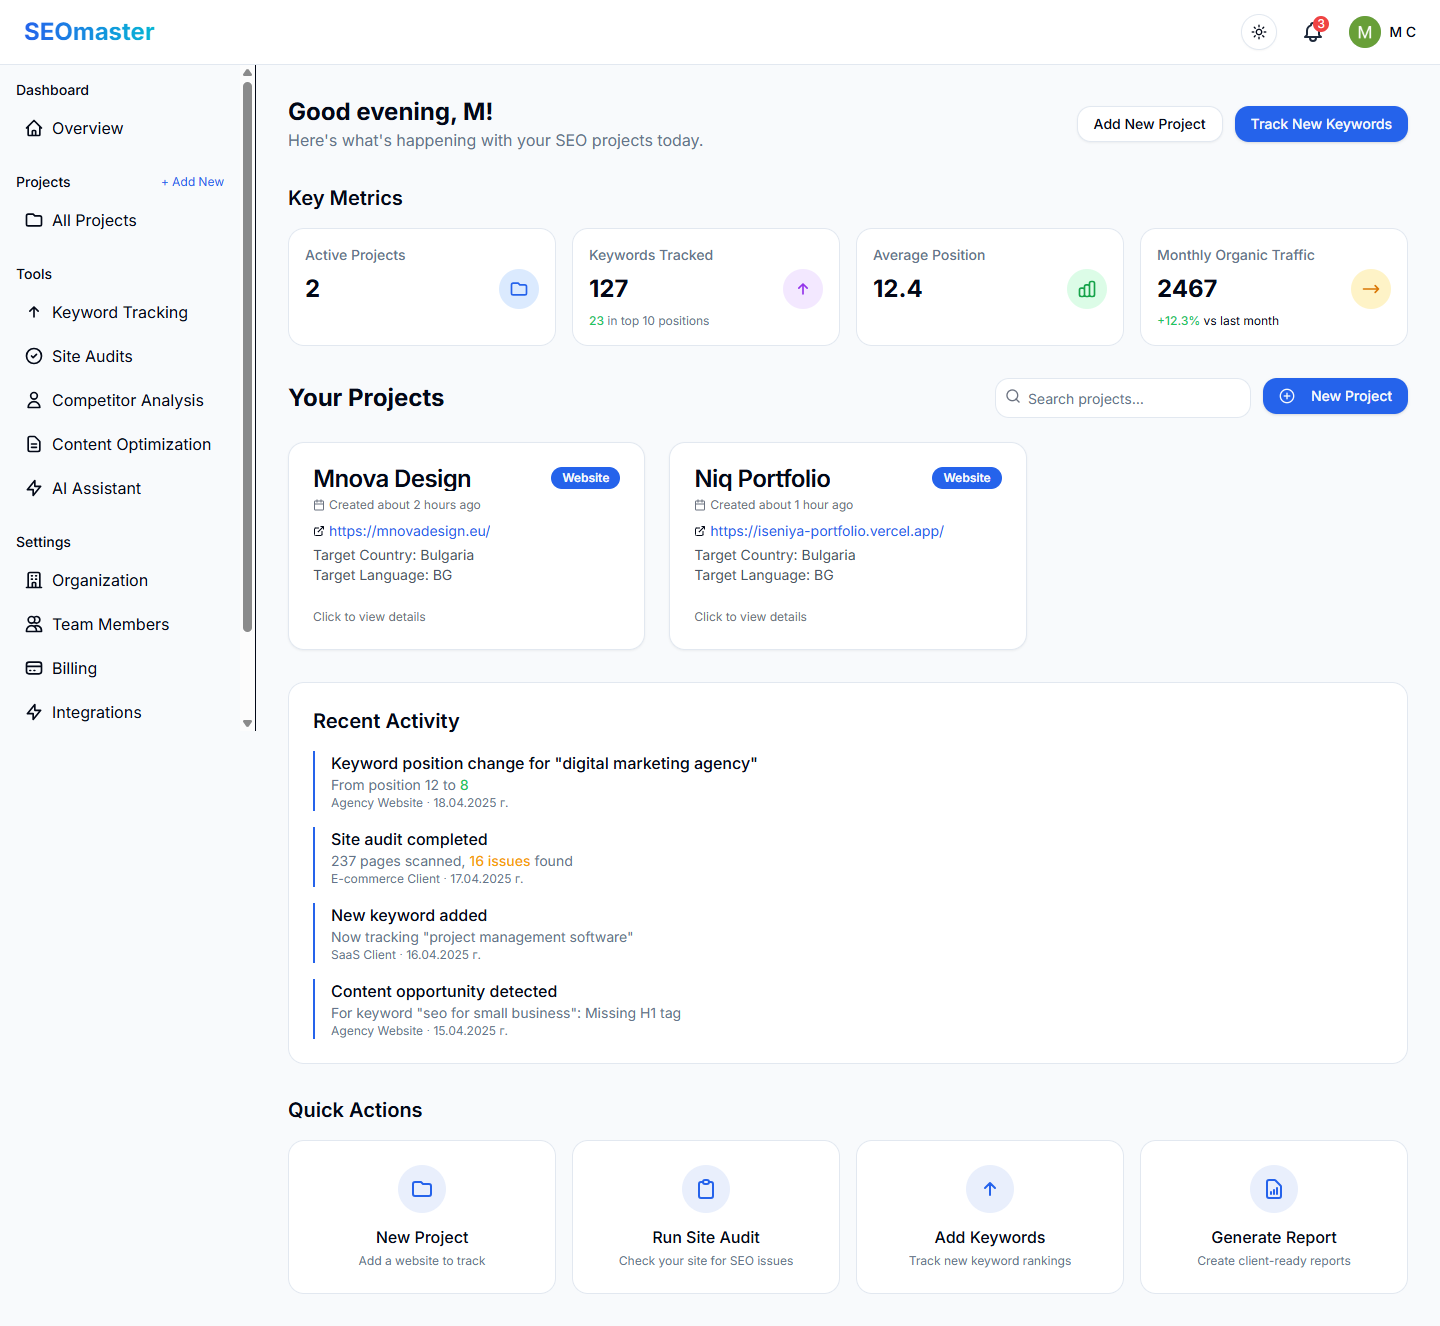 SEOmaster
3
M
M C
Dashboard
Overview
Projects
+ Add New
All Projects
Tools
Keyword Tracking
Site Audits
Competitor Analysis
Content Optimization
AI Assistant
Settings
Organization
Team Members
Billing
Integrations
Good evening, M!
Here's what's happening with your SEO projects today.
Add New Project
Track New Keywords
Key Metrics
Active Projects
2
Keywords Tracked
127
23 in top 10 positions
Average Position
12.4
Monthly Organic Traffic
2467
+12.3% vs last month
Your Projects
Search projects...
New Project
Mnova Design
Website
Created about 2 hours ago
https://mnovadesign.eu/
Target Country: Bulgaria
Target Language: BG
Click to view details
Niq Portfolio
Website
Created about 1 hour ago
https://iseniya-portfolio.vercel.app/
Target Country: Bulgaria
Target Language: BG
Click to view details
Recent Activity
Keyword position change for "digital marketing agency"
From position 12 to 8
Agency Website · 18.04.2025 г.
Site audit completed
237 pages scanned, 16 issues found
E-commerce Client · 17.04.2025 г.
New keyword added
Now tracking "project management software"
SaaS Client · 16.04.2025 г.
Content opportunity detected
For keyword "seo for small business": Missing H1 tag
Agency Website · 15.04.2025 г.
Quick Actions
New Project
Add a website to track
Run Site Audit
Check your site for SEO issues
Add Keywords
Track new keyword rankings
Generate Report
Create client-ready reports